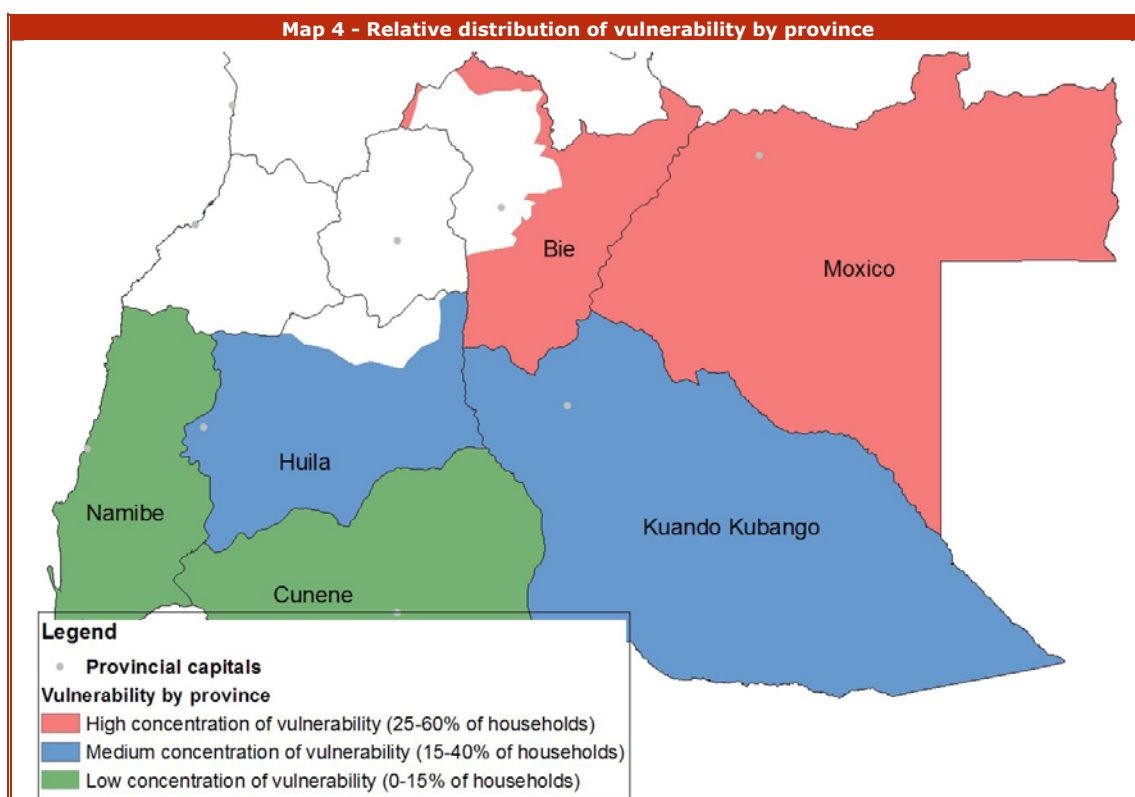 Map 4 - Relative distribution of vulnerability by province
Bie
Moxico
Huila
Namibe
Kuando Kubango
Cunene
Legend
Provincial capitals
Vulnerability by province
High concentration of vulnerability (25-60% of households)
Medium concentration of vulnerability (15-40% of households)
Low concentration of vulnerability (0-15% of households)